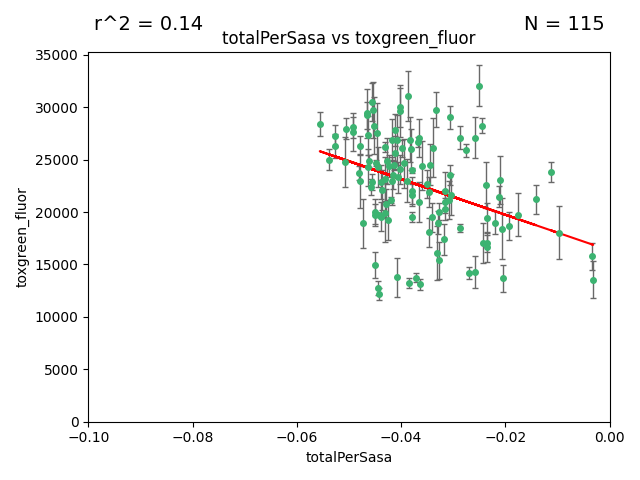 r^2 = 0.14 N = 115
totalPerSasa vs toxgreen_fluor
35000
30000
25000
20000
15000
10000
5000
0
toxgreen_fluor
−0.10 −0.08 −0.06 −0.04 −0.02 0.00
totalPerSasa